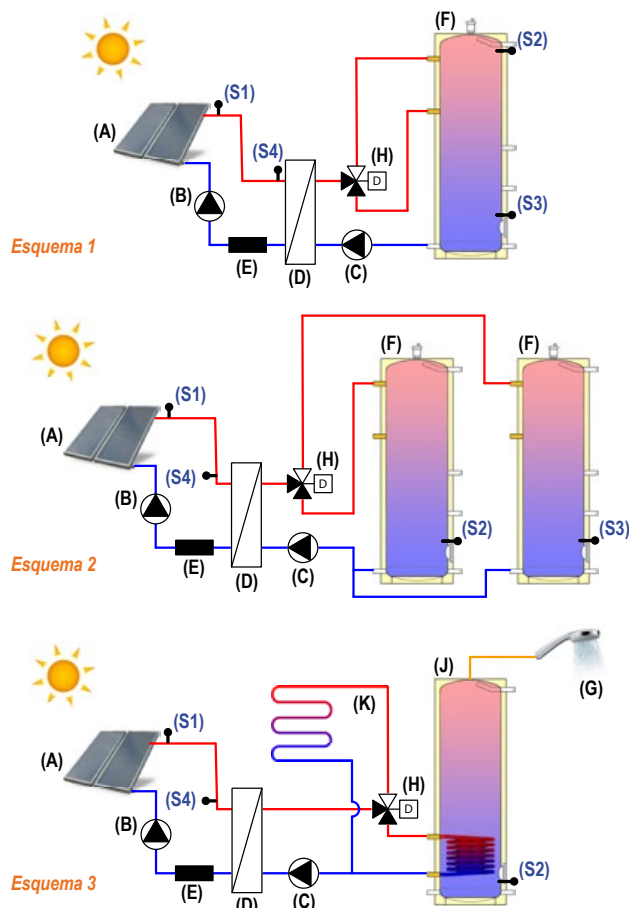 (F)
(S2)
(S1)
(A)
(H)
(S4)
D
(B)
(S3)
Esquema 1
(E)
(D)
(C)
(F)
(F)
(S1)
(A)
(H)
(S4)
D
(B)
(S2)
(S3)
Esquema 2
(E)
(D)
(C)
(J)
(G)
(K)
(S1)
(A)
(H)
(S4)
D
(B)
(S2)
Esquema 3
(E)
(D)
(C)